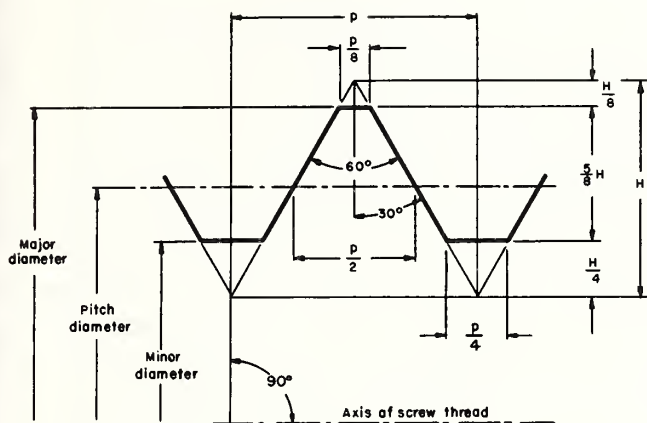 p
p/8
H/8
60°
5/8 H
H
30°
Major
diameter
p/2
H/4
Pitch
diameter
p/4
Minor
diameter
90°
Axis of screw thread